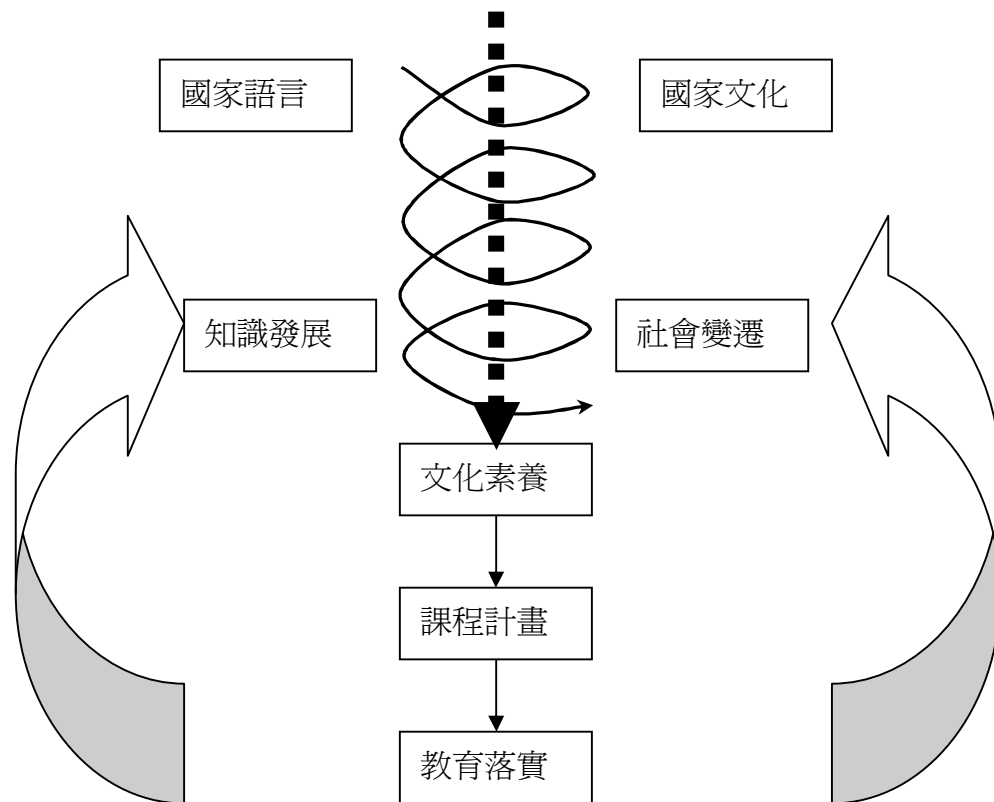 國家語言
國家文化
知識發展
社會變遷
文化素養
課程計畫
教育落實